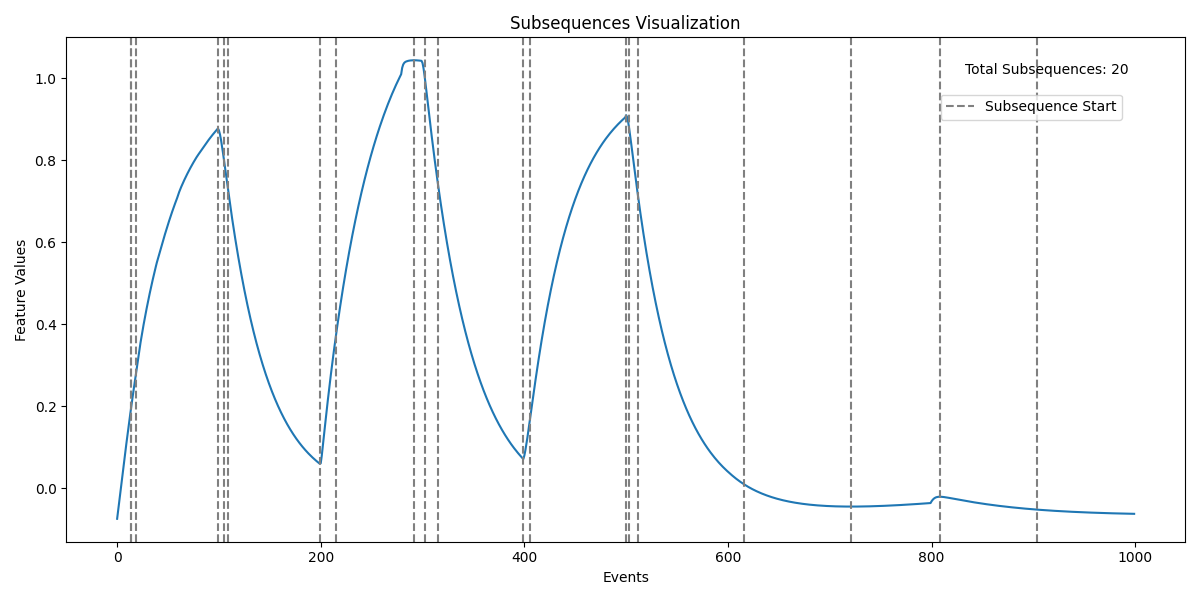 Subsequences Visualization
Total Subsequences: 20
Subsequence Start
Feature Values
1.0
0.8
0.6
0.4
0.2
0.0
0
200
400
600
800
1000
Events